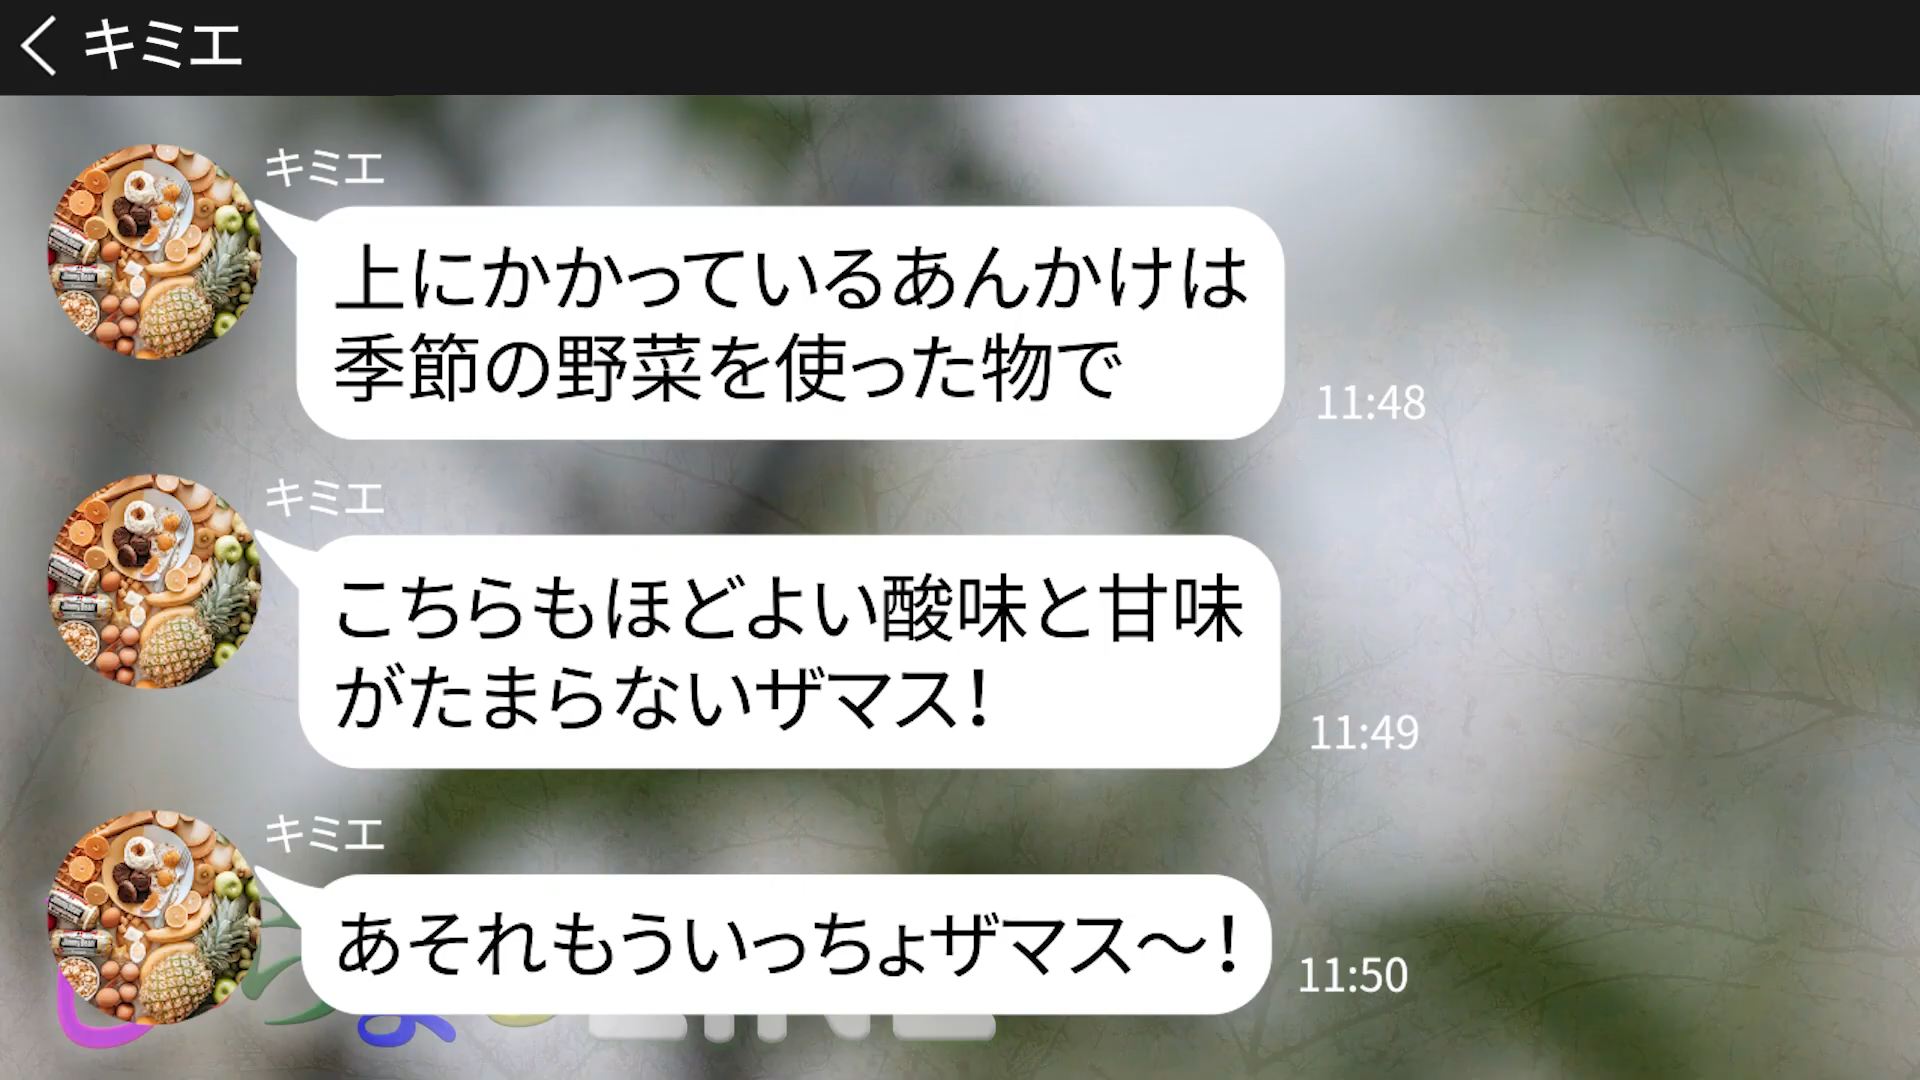 キミエ
キミエ
上にかかっているあんかけは
季節の野菜を使った物で
11:48
キミエ
こちらもほどよい酸味と甘味
がたまらないザマス！
11:49
キミエ
あそれもういっちょザマス～！
11:50